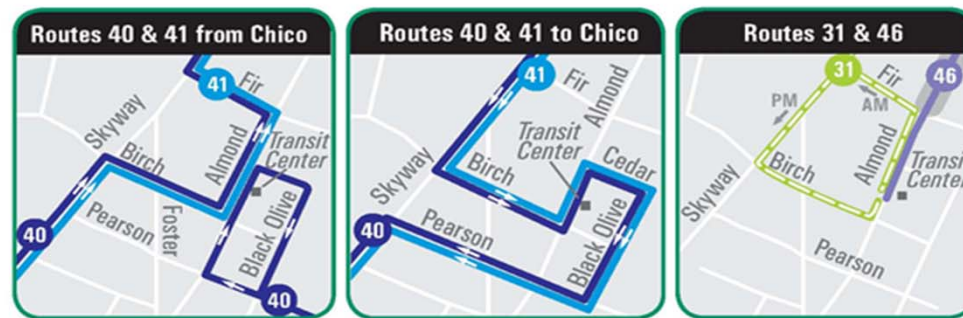 Routes 40 & 41 from Chico
41
Fir
Skyway
Almond
Transit
Center
Birch
Foster
Pearson
Black Olive
40
40
Routes 40 & 41 to Chico
41
Fir
Almond
Skyway
Transit
Center
Birch
Cedar
Pearson
Black Olive
40
Routes 31 & 46
31
Fir
46
PM
AM
Almond
Transit
Center
Birch
Skyway
Pearson